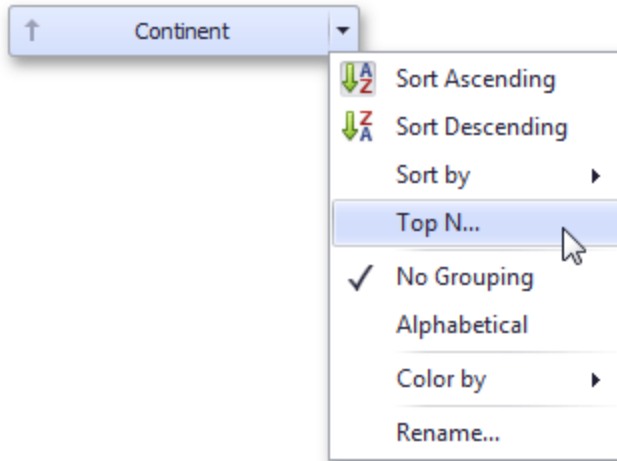 Continent
Sort Ascending
Sort Descending
Sort by
Top N...
No Grouping
Alphabetical
Color by
Rename...